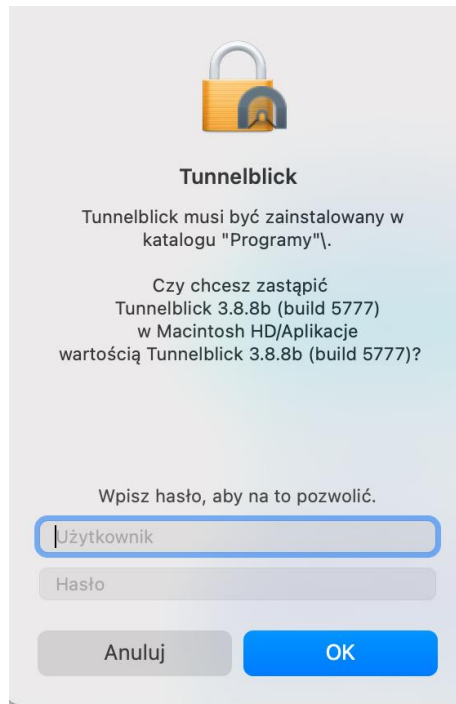 Tunnelblick
Tunnelblick musi być zainstalowany w
katalogu "Programy"\.
Czy chcesz zastąpić
Tunnelblick 3.8.8b (build 5777)
w Macintosh HD/Aplikacje
wartością Tunnelblick 3.8.8b (build 5777)?
Wpisz hasło, aby na to pozwolić.
Użytkownik
Hasło
Anuluj
OK